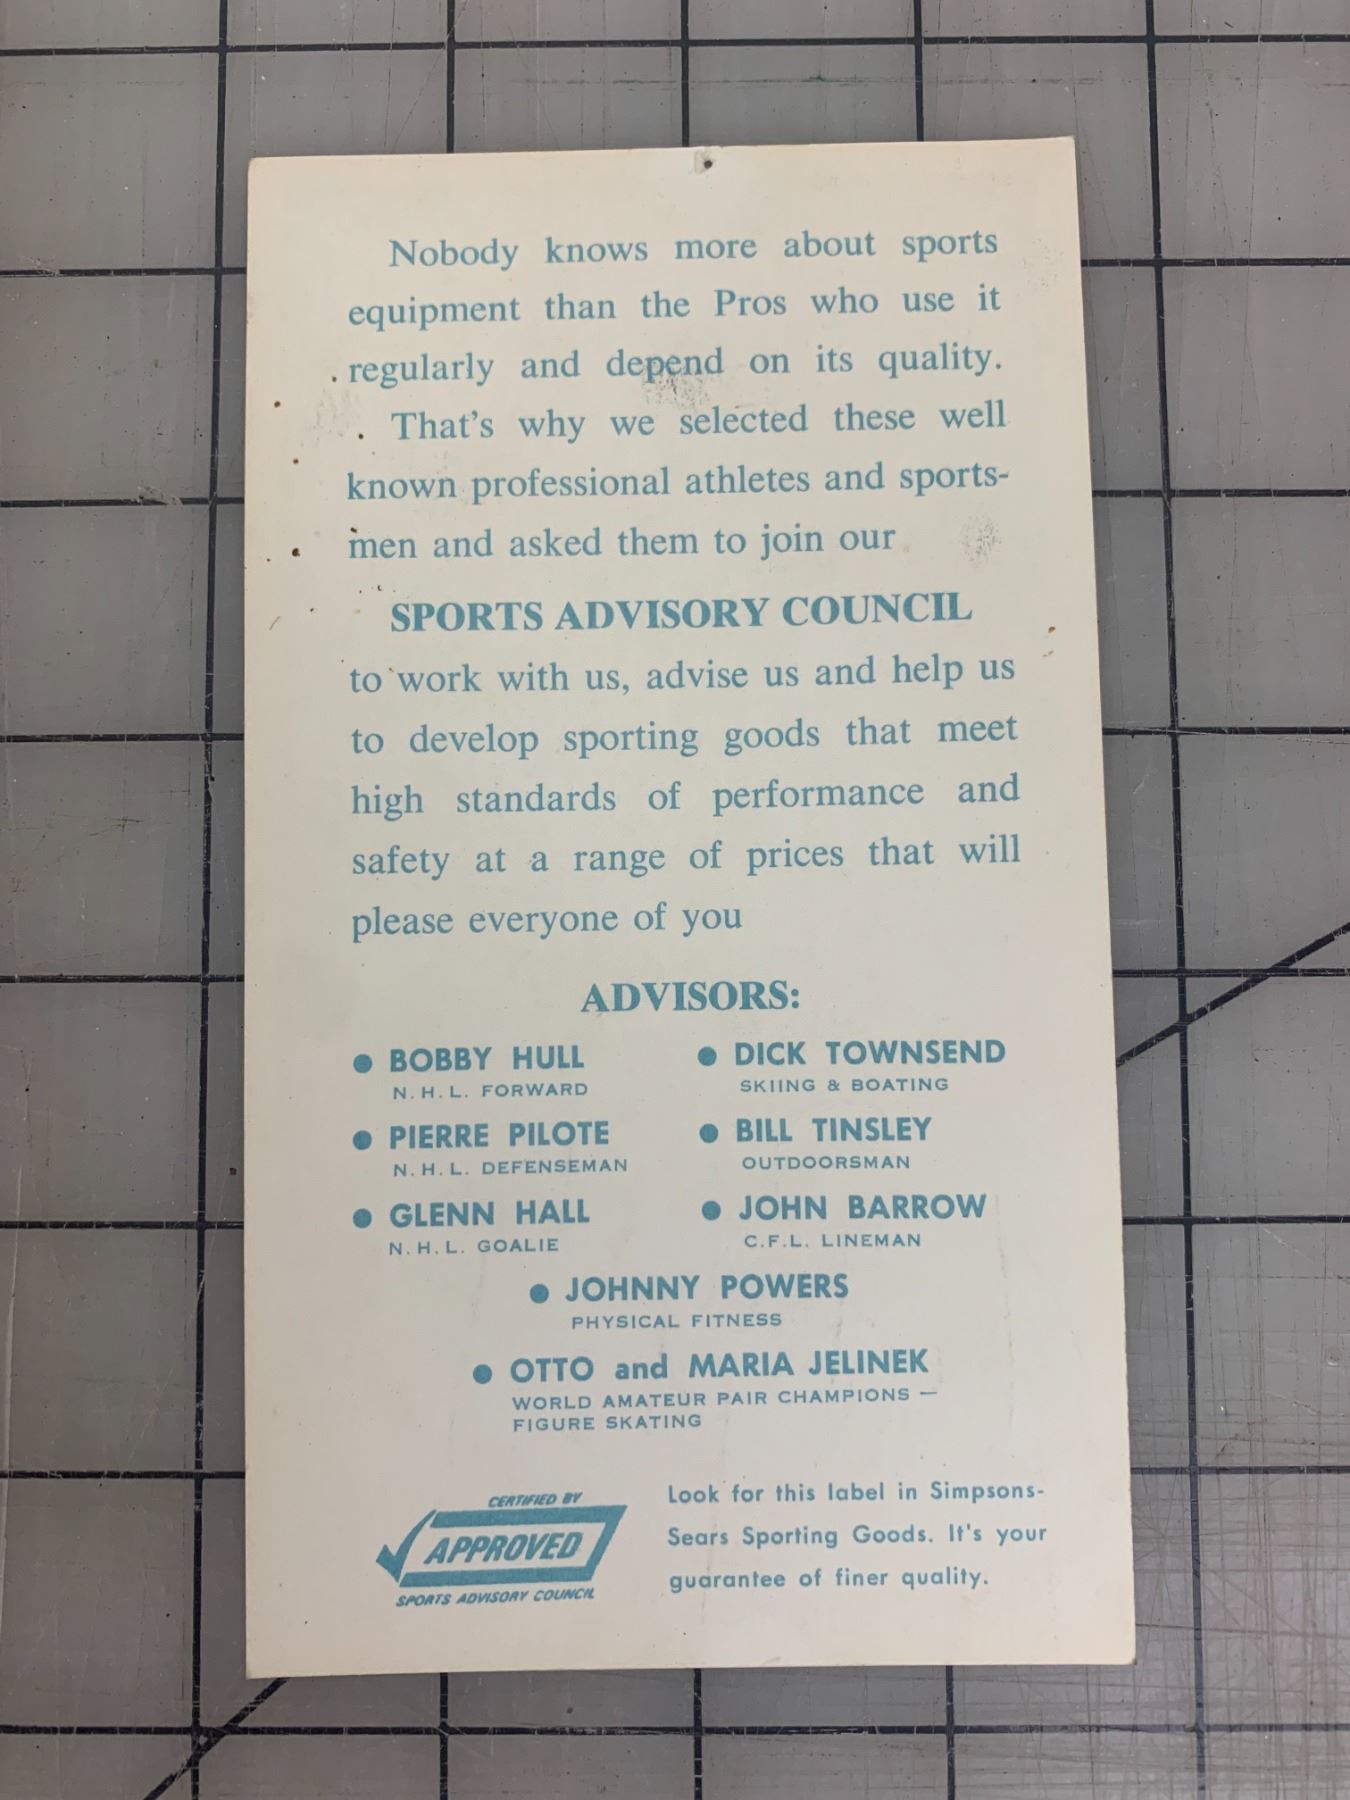 Nobody knows more about sports
equipment than the Pros who use it
regularly and depend on its quality.
That's why we selected these well
known professional athletes and sports-
men and asked them to join our
SPORTS ADVISORY COUNCIL
to work with us, advise us and help us
to develop sporting goods that meet
high standards of performance and
safety at a range of prices that will
please everyone of you
ADVISORS:
● BOBBY HULL
N.H.L. FORWARD
● PIERRE PILOTE
N.H.L. DEFENSEMAN
● GLENN HALL
N.H.L. GOALIE
● DICK TOWNSEND
SKIING & BOATING
● BILL TINSLEY
OUTDOORSMAN
● JOHN BARROW
C.F.L. LINEMAN
● JOHNNY POWERS
PHYSICAL FITNESS
● OTTO and MARIA JELINEK
WORLD AMATEUR PAIR CHAMPIONS —
FIGURE SKATING
CERTIFIED BY
APPROVED
SPORTS ADVISORY COUNCIL
Look for this label in Simpsons-
Sears Sporting Goods. It's your
guarantee of finer quality.